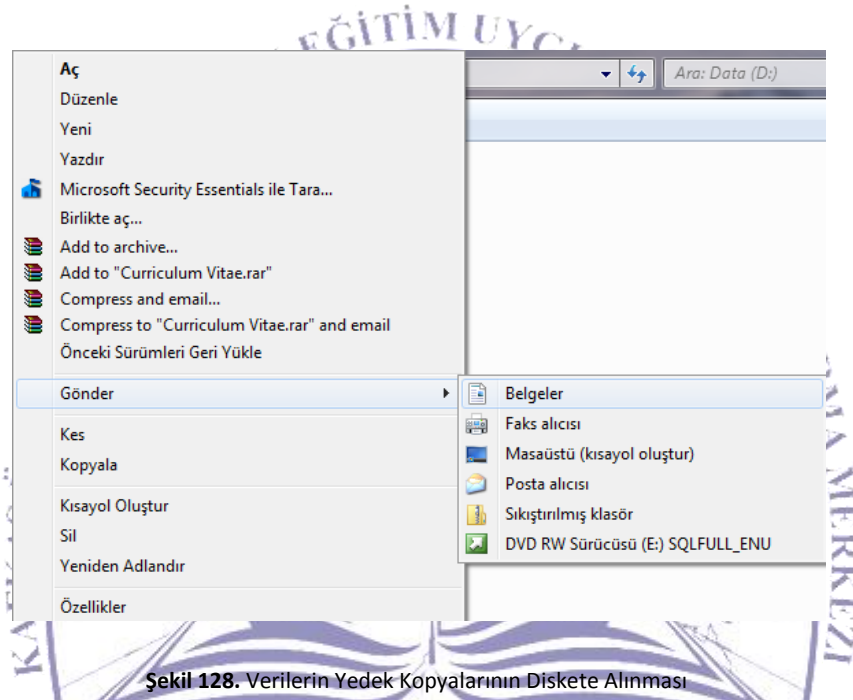 EĞİTİM UYG
Ara: Data (D:)
Aç
Düzenle
Yeni
Yazdır
Microsoft Security Essentials ile Tara...
Birlikte aç...
Add to archive...
Add to "Curriculum Vitae.rar"
Compress and email...
Compress to "Curriculum Vitae.rar" and email
Önceki Sürümleri Geri Yükle
Gönder
Belgeler
Faks alıcısı
Masaüstü (kısayol oluştur)
Posta alıcısı
Sıkıştırılmış klasör
DVD RW Sürücüsü (E:) SQLFULL_ENU
Kes
Kopyala
Kısayol Oluştur
Sil
Yeniden Adlandır
Özellikler
MA MERKEZİ
Şekil 128. Verilerin Yedek Kopyalarının Diskete Alınması